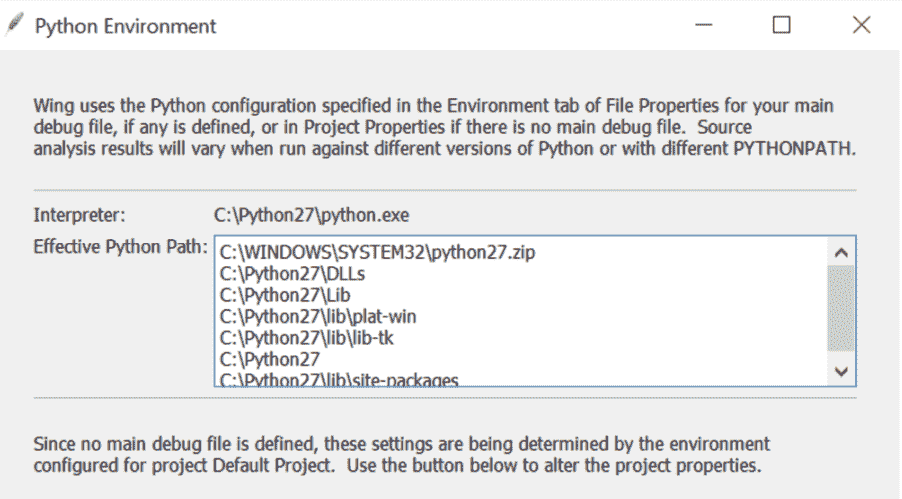 Python Environment
Wing uses the Python configuration specified in the Environment tab of File Properties for your main
debug file, if any is defined, or in Project Properties if there is no main debug file.  Source
analysis results will vary when run against different versions of Python or with different PYTHONPATH.
Interpreter: C:\Python27\python.exe
Effective Python Path: C:\WINDOWS\SYSTEM32\python27.zip
C:\Python27\DLLs
C:\Python27\Lib
C:\Python27\lib\plat-win
C:\Python27\lib\lib-tk
C:\Python27
C:\Python27\lib\site-packages
Since no main debug file is defined, these settings are being determined by the environment
configured for project Default Project.  Use the button below to alter the project properties.